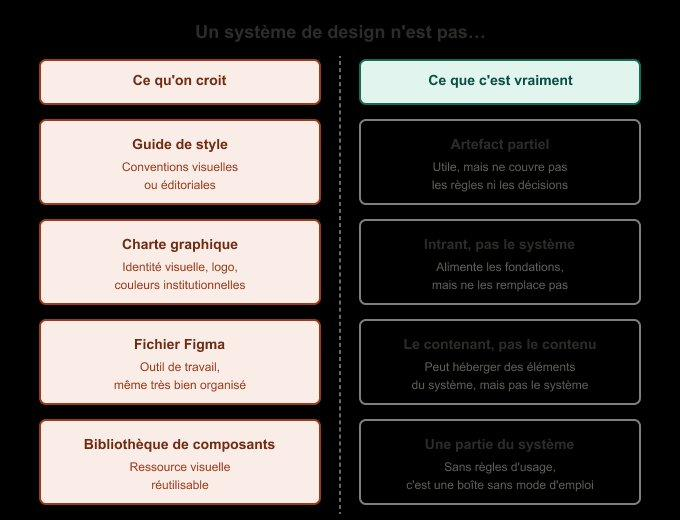 Un système de design n'est pas…
Ce qu'on croit
Ce que c'est vraiment
Guide de style
Conventions visuelles
ou éditoriales
Artefact partiel
Utile, mais ne couvre pas
les règles ni les décisions
Charte graphique
Identité visuelle, logo,
couleurs institutionnelles
Intrant, pas le système
Alimente les fondations,
mais ne les remplace pas
Fichier Figma
Outil de travail,
même très bien organisé
Le contenant, pas le contenu
Peut héberger des éléments
du système, mais pas le système
Bibliothèque de composants
Ressource visuelle
réutilisable
Une partie du système
Sans règles d'usage,
c'est une boîte sans mode d'emploi